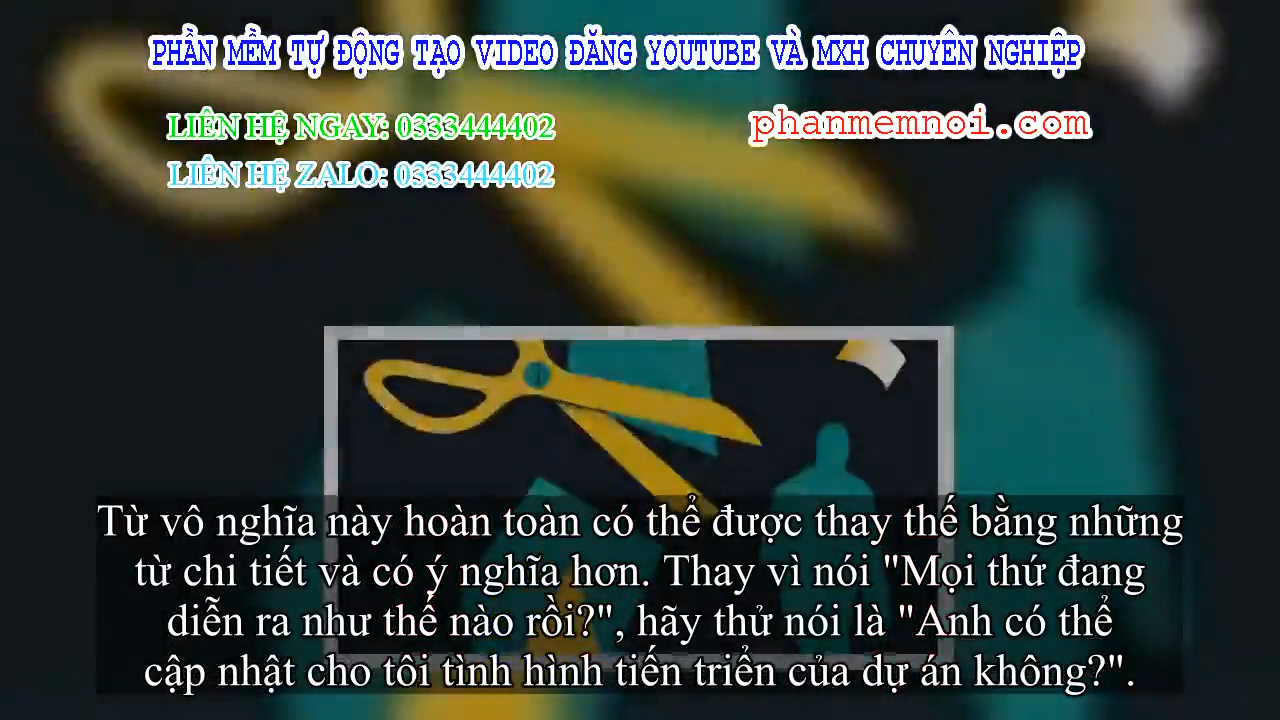 PHẦN MỀM TỰ ĐỘNG TẠO VIDEO ĐĂNG YOUTUBE VÀ MXH CHUYÊN NGHIỆP
LIÊN HỆ NGAY: 0333444402
phanmemnoi.com
LIÊN HỆ ZALO: 0333444402
Từ vô nghĩa này hoàn toàn có thể được thay thế bằng những
từ chi tiết và có ý nghĩa hơn. Thay vì nói "Mọi thứ đang
diễn ra như thế nào rồi?", hãy thử nói là "Anh có thể
cập nhật cho tôi tình hình tiến triển của dự án không?".